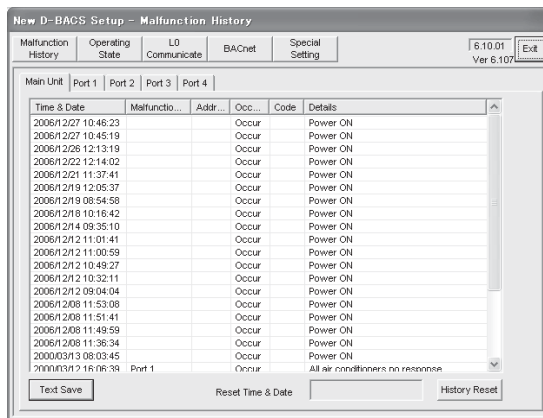 New D-BACS Setup - Malfunction History
Malfunction History
Operating State
L0 Communicate
BACnet
Special Setting
6.10.01
Ver 6.107
Exit
Main Unit Port 1 Port 2 Port 3 Port 4
Time & Date Malfunctio... Addr... Occ... Code Details
2006/12/27 10:46:23 Occur Power ON
2006/12/27 10:45:19 Occur Power ON
2006/12/26 12:13:19 Occur Power ON
2006/12/22 12:14:02 Occur Power ON
2006/12/21 11:37:41 Occur Power ON
2006/12/19 12:05:37 Occur Power ON
2006/12/19 08:54:58 Occur Power ON
2006/12/18 10:16:42 Occur Power ON
2006/12/14 09:35:10 Occur Power ON
2006/12/12 11:01:41 Occur Power ON
2006/12/12 11:00:59 Occur Power ON
2006/12/12 10:49:27 Occur Power ON
2006/12/12 10:32:11 Occur Power ON
2006/12/12 09:04:04 Occur Power ON
2006/12/08 11:53:08 Occur Power ON
2006/12/08 11:51:41 Occur Power ON
2006/12/08 11:49:59 Occur Power ON
2006/12/08 11:36:34 Occur Power ON
2000/03/13 08:03:45 Occur Power ON
2000/03/12 16:06:39 Port 1 Occur All air conditioners no response
Text Save Reset Time & Date History Reset